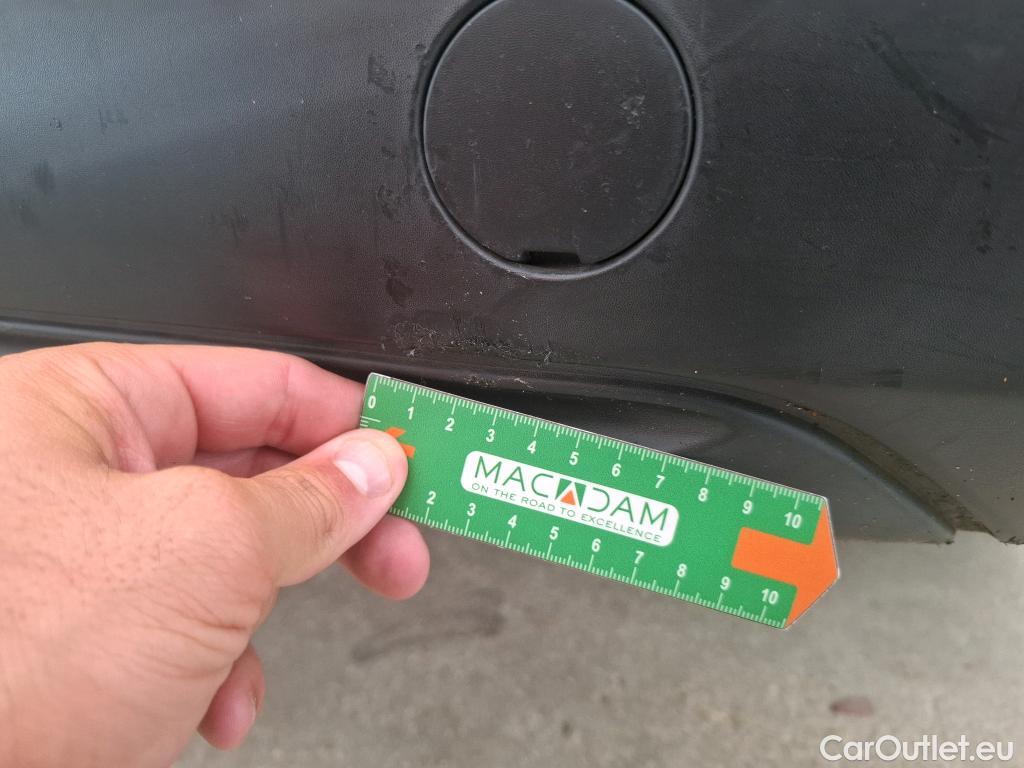 0 1 2 3 4 5 6 7 8 9 10
MACADAM
ON THE ROAD TO EXCELLENCE
2 3 4 5 6 7 8 9 10
CarOutlet.eu